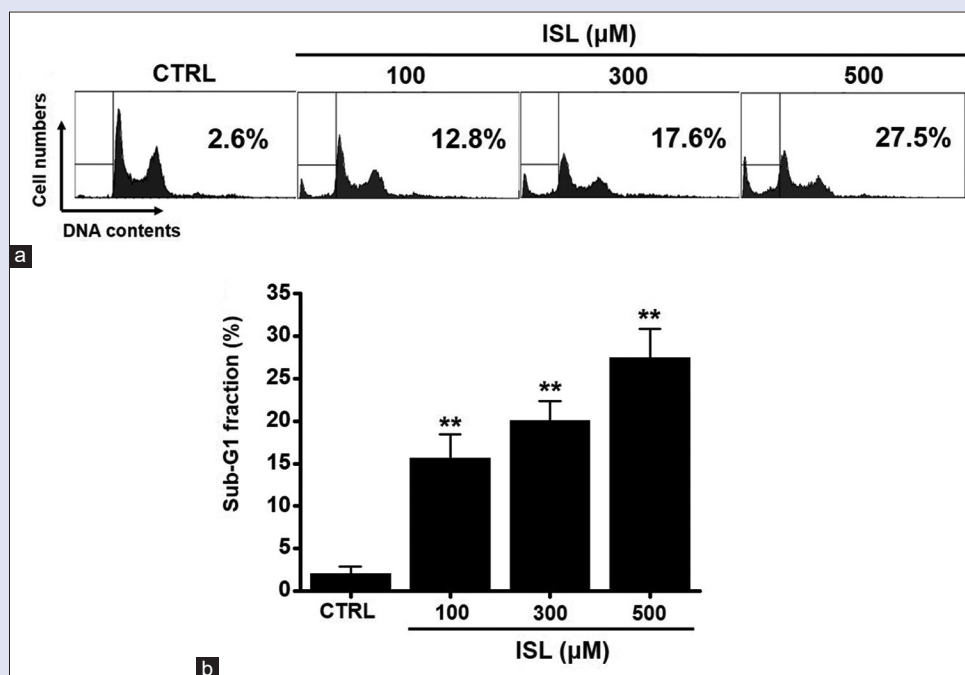 ISL (µM)
CTRL 100 300 500
Cell numbers
2.6% 12.8% 17.6% 27.5%
DNA contents
a
Sub-G1 fraction (%)
35
30
25
20
15
10
5
0
** ** **
CTRL 100 300 500
ISL (µM)
b